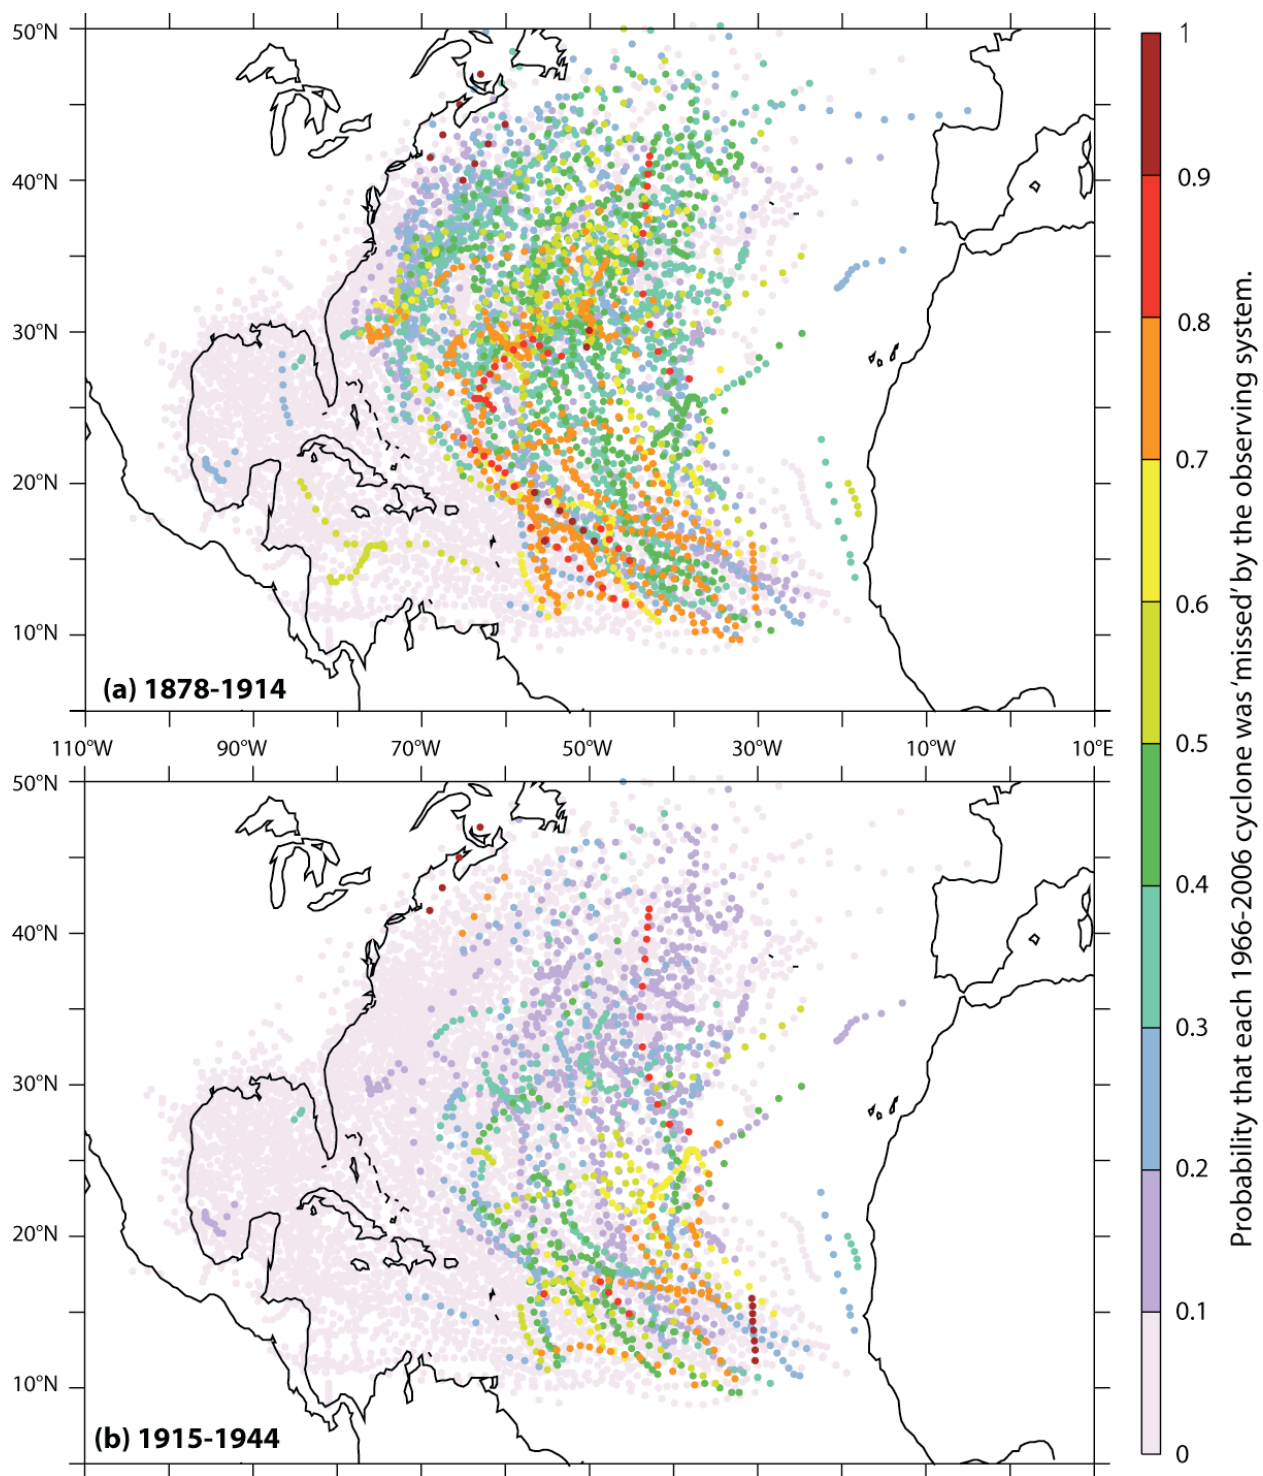 50°N
40°N
30°N
20°N
10°N
(a) 1878-1914
110°W 90°W 70°W 50°W 30°W 10°W 10°E
50°N
40°N
30°N
20°N
10°N
(b) 1915-1944
1
0.9
0.8
0.7
0.6
0.5
0.4
0.3
0.2
0.1
0
Probability that each 1966-2006 cyclone was 'missed' by the observing system.